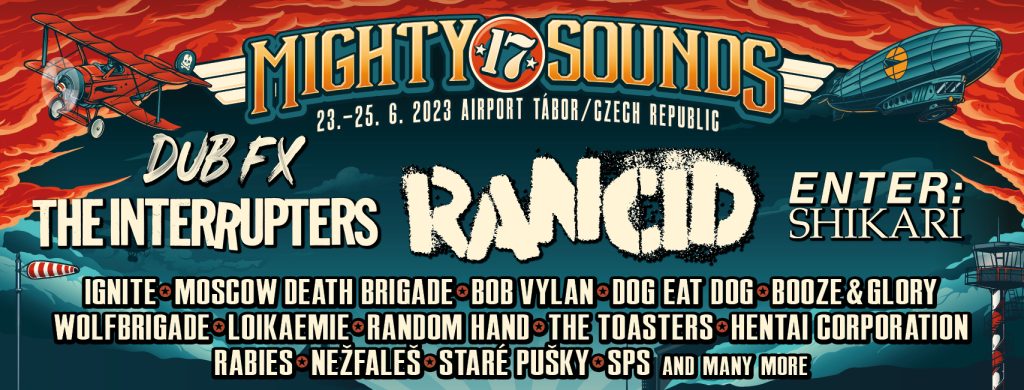 MIGHTY 17 SOUNDS
23.–25. 6. 2023 AIRPORT TÁBOR/CZECH REPUBLIC
DUB FX
THE INTERRUPTERS
RANCID
ENTER:
SHIKARI
IGNITE • MOSCOW DEATH BRIGADE • BOB VYLAN • DOG EAT DOG • BOOZE & GLORY
WOLFBRIGADE • LOIKAEMIE • RANDOM HAND • THE TOASTERS • HENTAI CORPORATION
RABIES • NEŽFALEŠ • STARÉ PUŠKY • SPS AND MANY MORE